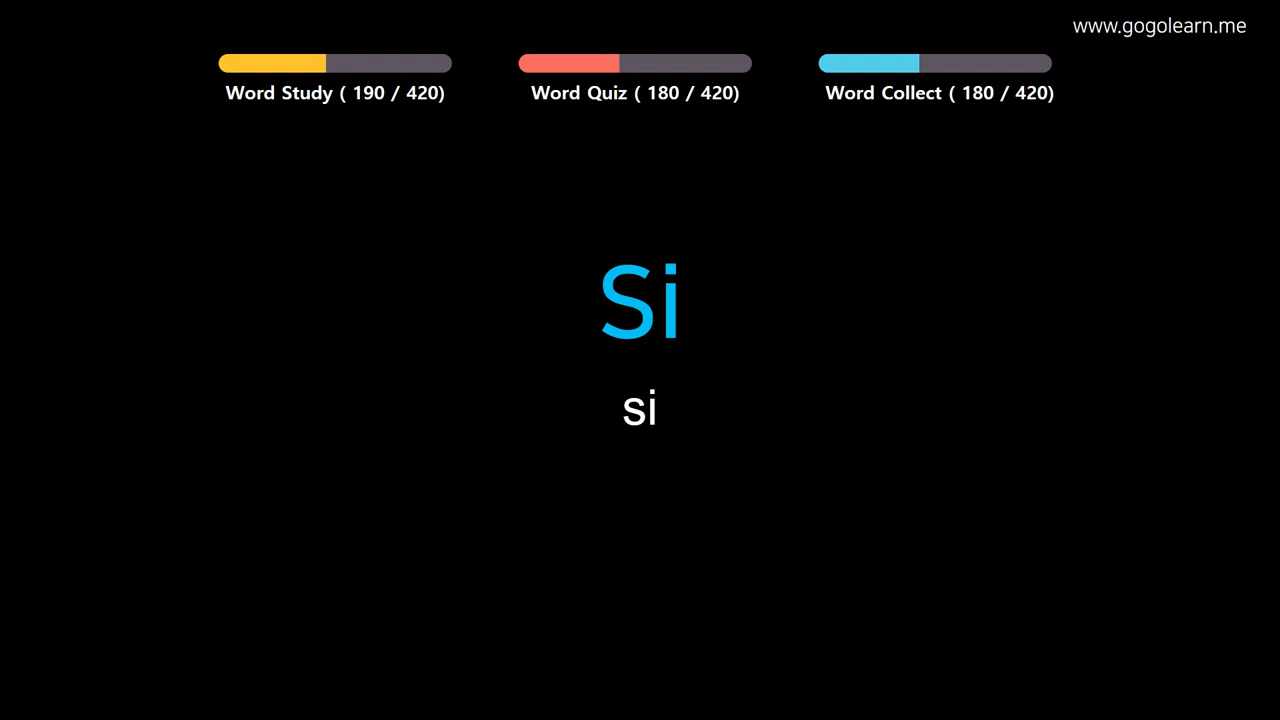 www.gogolearn.me
Word Study ( 190 / 420)
Word Quiz ( 180 / 420)
Word Collect ( 180 / 420)
Si
si